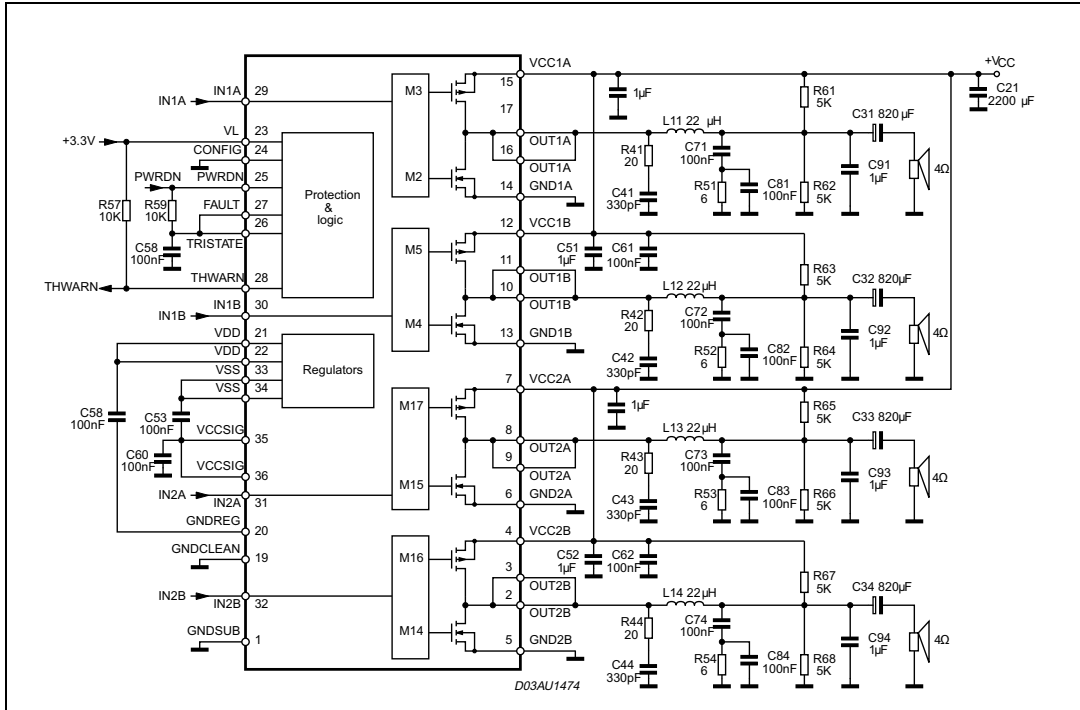 VCC1A
+VCC
15
M3
IN1A
29
IN1A
1µF
R61
5K
C21
2200 µF
17
C31 820 µF
L11 22 µH
VL
23
+3.3V
OUT1A
CONFIG
24
16
OUT1A
R41
20
C71
100nF
C91
1µF
4Ω
PWRDN
PWRDN
25
M2
14
GND1A
R51
6
C81
100nF
R62
5K
Protection
&
logic
R57
10K
R59
10K
FAULT
27
C41
330pF
26
TRISTATE
12
VCC1B
C58
100nF
M5
C51
1µF
C61
100nF
11
OUT1B
R63
5K
THWARN
THWARN
28
10
OUT1B
L12 22µH
C32 820µF
IN1B
IN1B
30
M4
R42
20
C72
100nF
C92
1µF
4Ω
VDD
21
13
GND1B
VDD
22
R52
6
C82
100nF
R64
5K
VSS
33
Regulators
C42
330pF
VSS
34
7
VCC2A
C58
100nF
C53
100nF
M17
1µF
R65
5K
VCCSIG
35
8
OUT2A
L13 22µH
C33 820µF
C60
100nF
9
OUT2A
R43
20
C73
100nF
C93
1µF
4Ω
VCCSIG
36
M15
IN2A
IN2A
31
6
GND2A
R53
6
C83
100nF
R66
5K
C43
330pF
GNDREG
20
4
VCC2B
GNDCLEAN
19
M16
C52
1µF
C62
100nF
3
OUT2B
R67
5K
IN2B
IN2B
32
2
OUT2B
L14 22µH
C34 820µF
M14
R44
20
C74
100nF
C94
1µF
4Ω
GNDSUB
1
5
GND2B
R54
6
C84
100nF
R68
5K
C44
330pF
D03AU1474